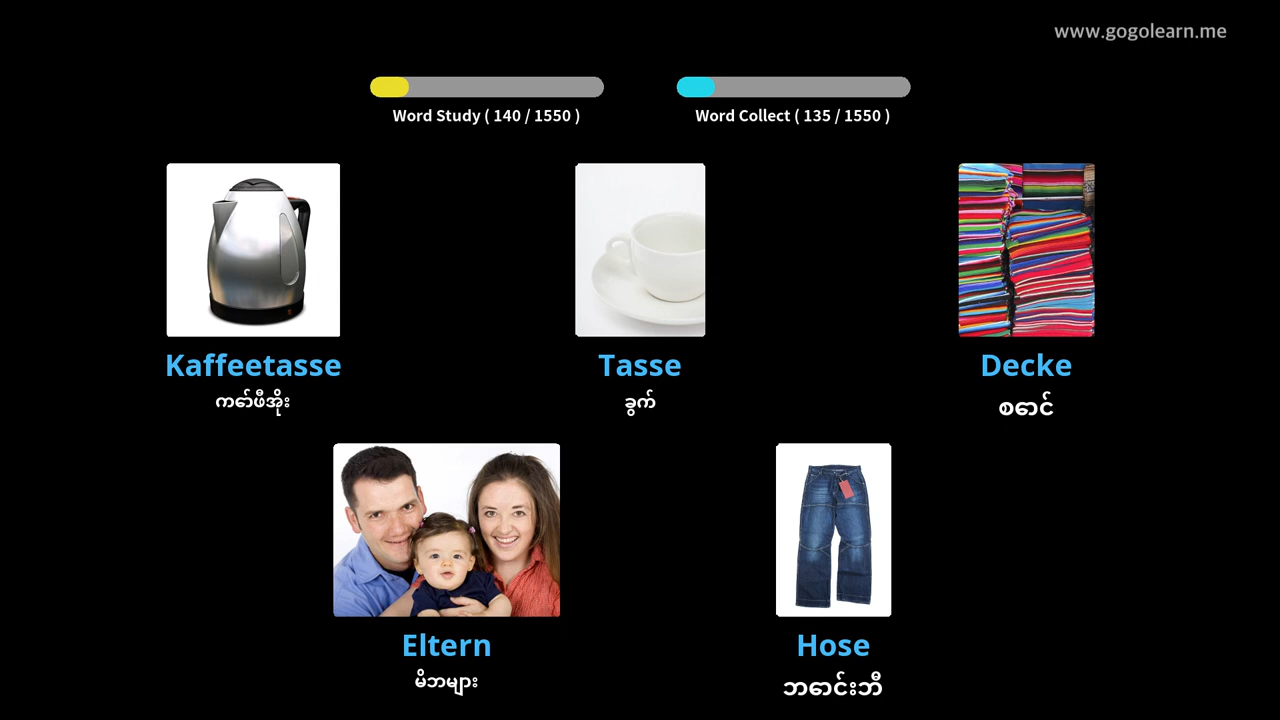 www.gogolearn.me
Word Study ( 140 / 1550 )
Word Collect ( 135 / 1550 )
Kaffeetasse
ကော်ဖီအိုး
Tasse
ခွက်
Decke
စောင်
Eltern
မိဘများ
Hose
ဘောင်းဘီ